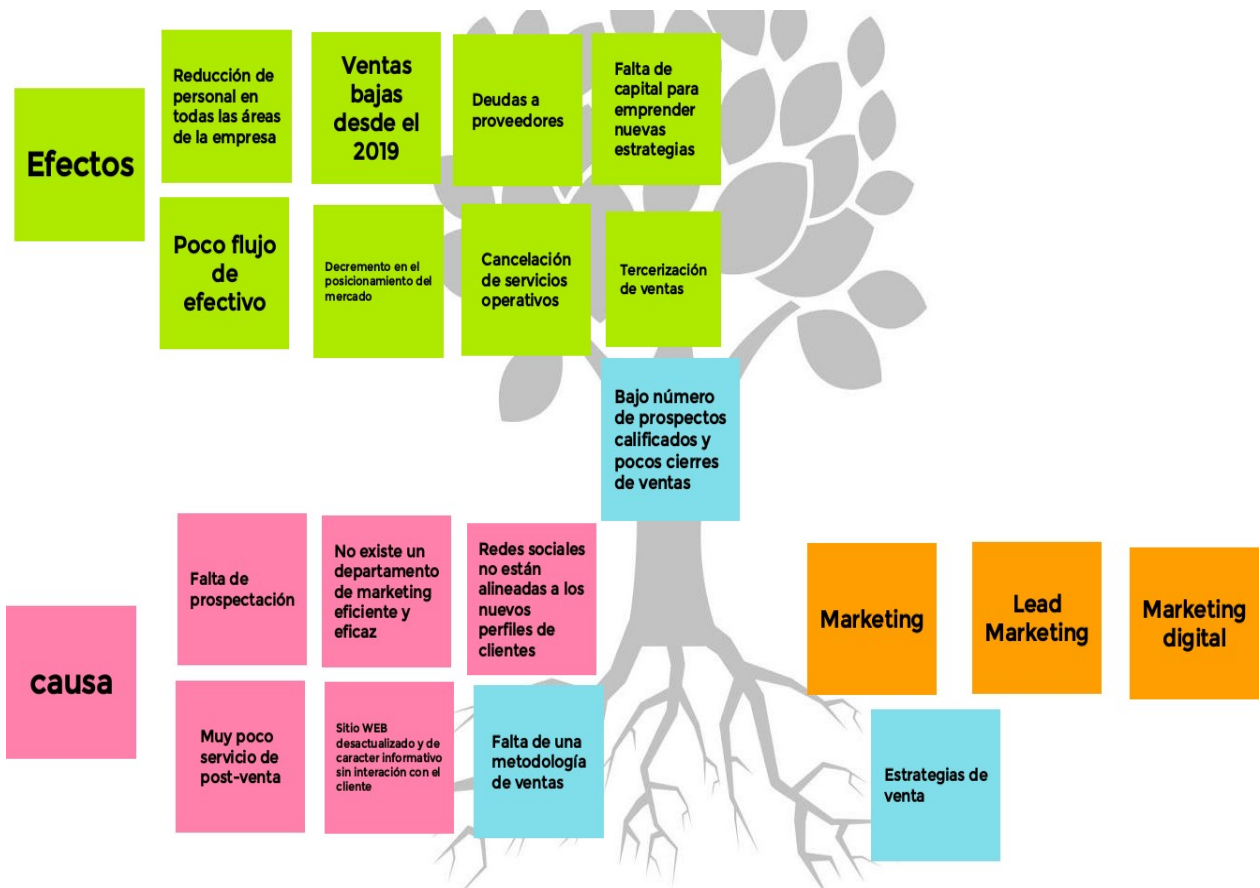 Efectos
Reducción de
personal en
todas las áreas
de la empresa
Ventas
bajas
desde el
2019
Deudas a
proveedores
Falta de
capital para
emprender
nuevas
estrategias
Poco flujo
de
efectivo
Decremento en el
posicionamiento del
mercado
Cancelación
de servicios
operativos
Tercerización
de ventas
Bajo número
de prospectos
calificados y
pocos cierres
de ventas
causa
Falta de
prospectación
No existe un
departamento
de marketing
eficiente y
eficaz
Redes sociales
no están
alineadas a los
nuevos
perfiles de
clientes
Marketing
Lead
Marketing
Marketing
digital
Muy poco
servicio de
post-venta
Sitio WEB
desactualizado y de
caracter informativo
sin interación con el
cliente
Falta de una
metodología
de ventas
Estrategias de
venta